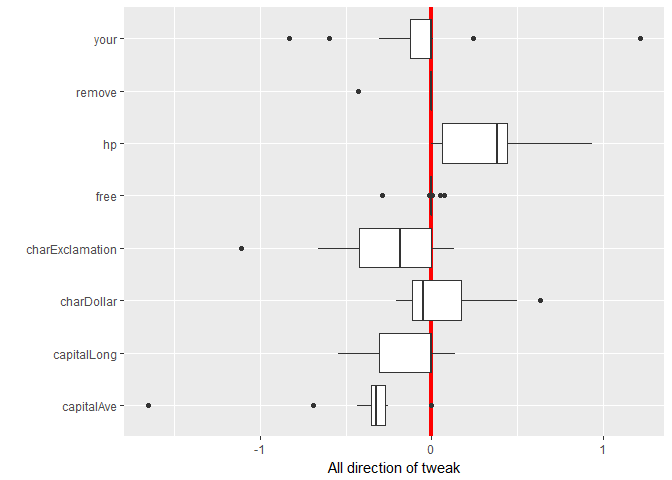 your
remove
hp
free
charExclamation
charDollar
capitalLong
capitalAve
-1 0 1
All direction of tweak